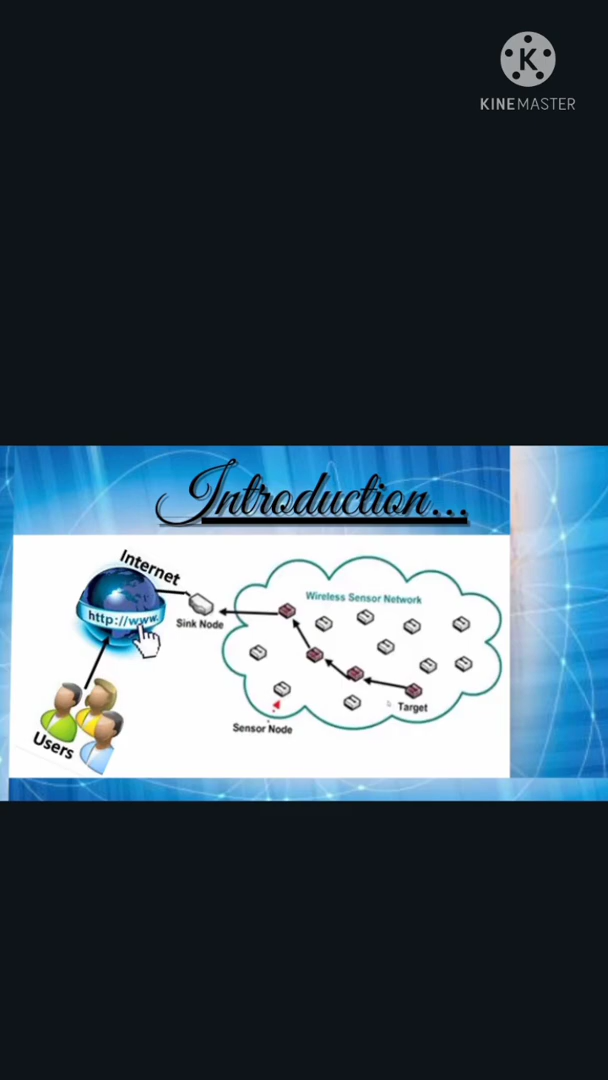 KINEMASTER
Introduction...
Internet
Wireless Sensor Network
http://www.
Sink Node
Target
Sensor Node
Users